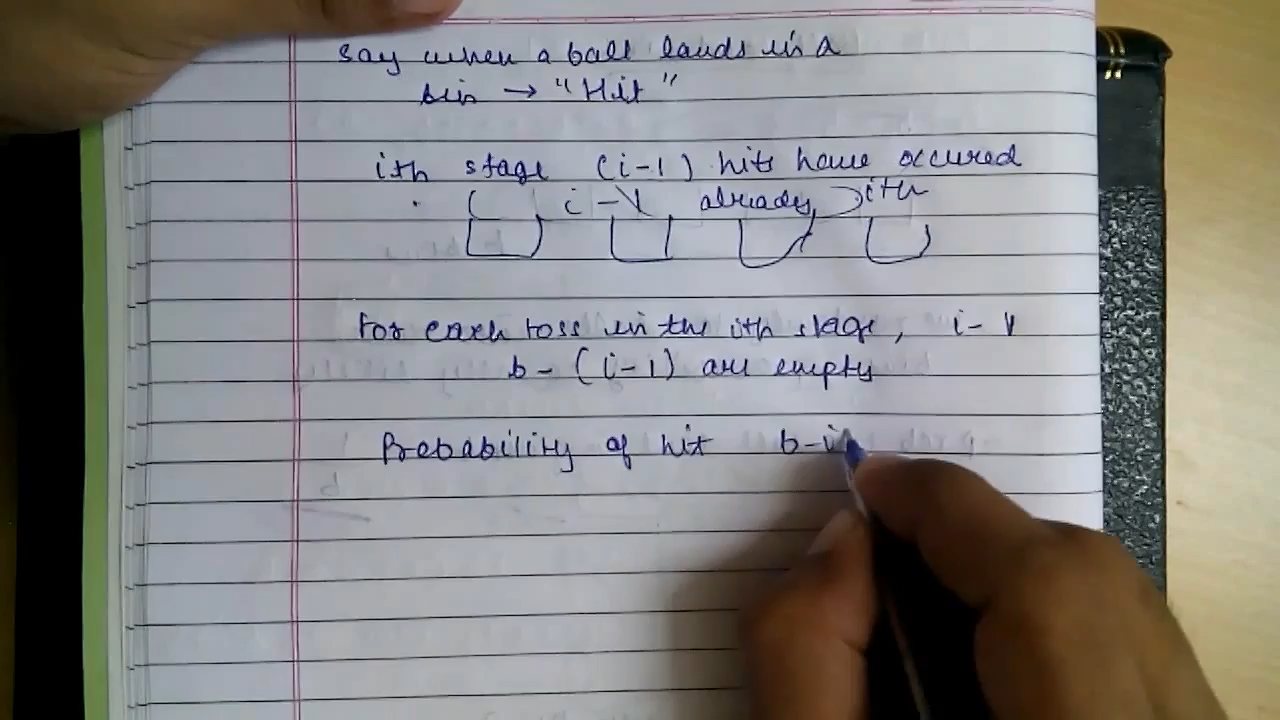 say when a ball lands in a
bin → "Hit"
ith stage (i-1) hits have occured
i-1 already ith
For each toss in the ith stage, i-1
b-(i-1) are empty
Probability of hit b-i